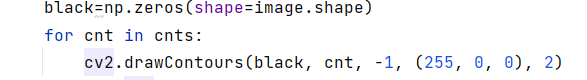 black=np.zeros(shape=image.shape)
for cnt in cnts:
    cv2.drawContours(black, cnt, -1, (255, 0, 0), 2)